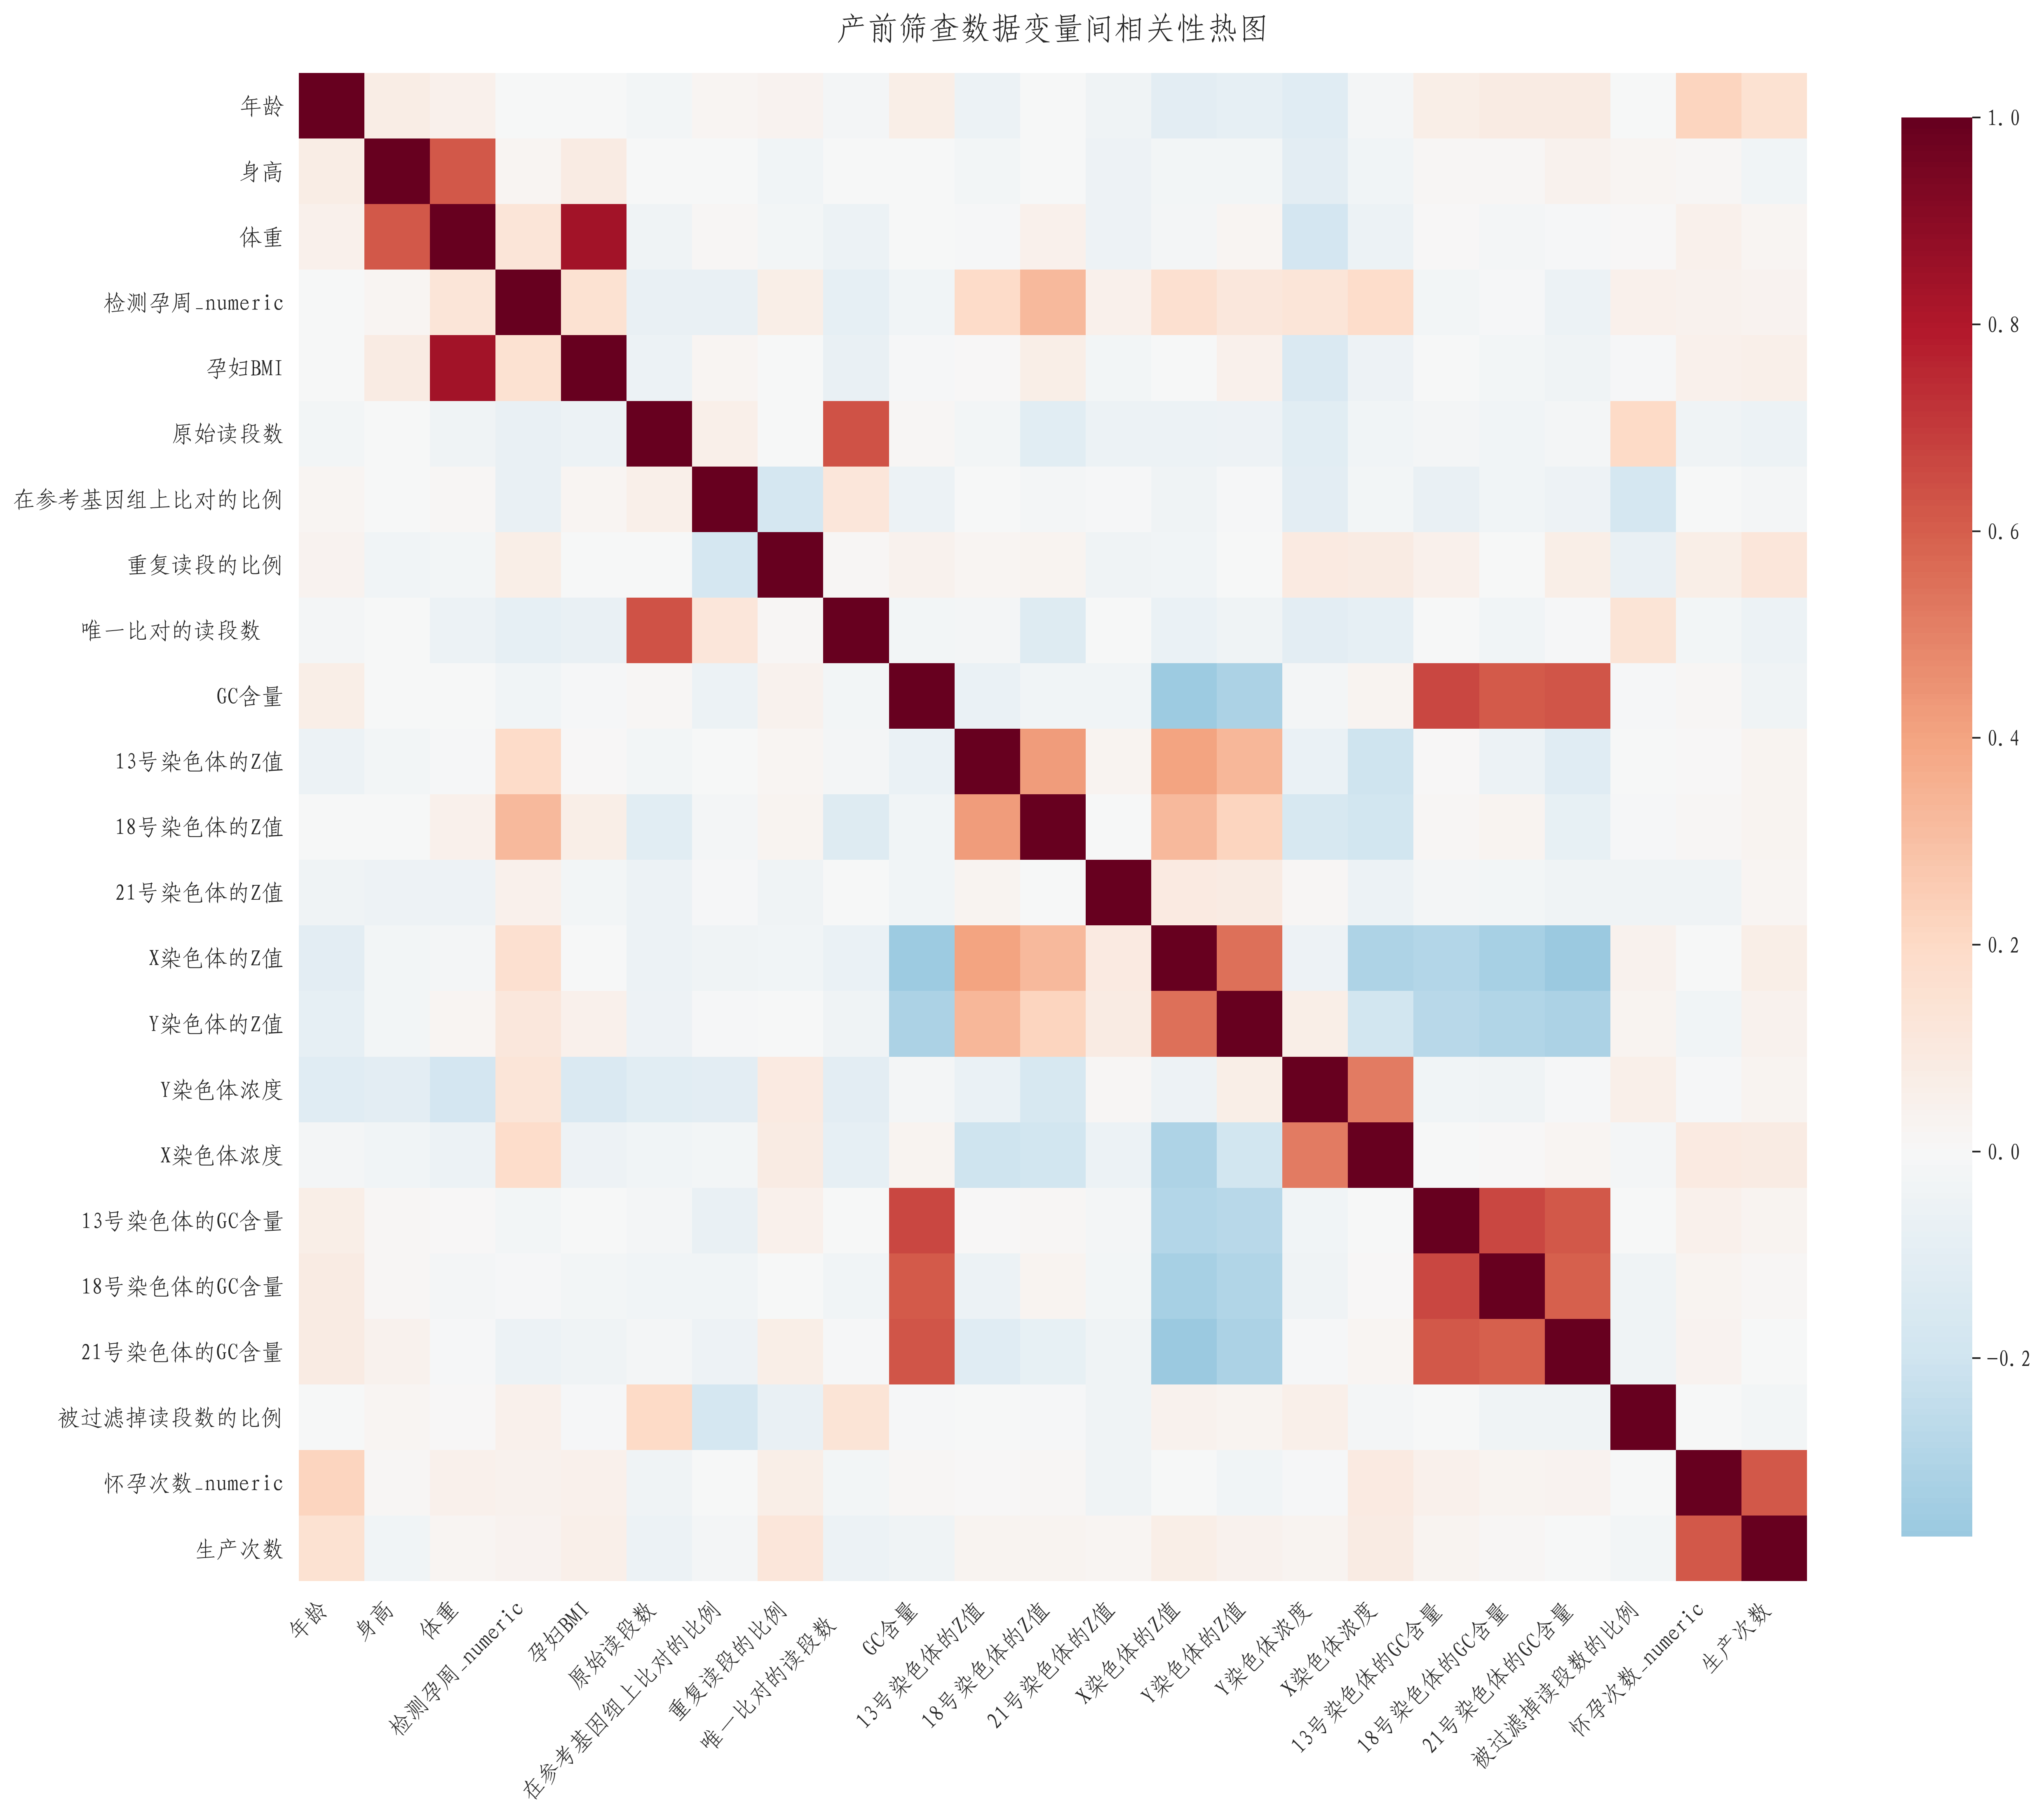 产前筛查数据变量间相关性热图
年龄
身高
体重
检测孕周_numeric
孕妇BMI
原始读段数
在参考基因组上比对的比例
重复读段的比例
唯一比对的读段数
GC含量
13号染色体的Z值
18号染色体的Z值
21号染色体的Z值
X染色体的Z值
Y染色体的Z值
Y染色体浓度
X染色体浓度
13号染色体的GC含量
18号染色体的GC含量
21号染色体的GC含量
被过滤掉读段数的比例
怀孕次数_numeric
生产次数
年龄
身高
体重
检测孕周_numeric
孕妇BMI
原始读段数
在参考基因组上比对的比例
重复读段的比例
唯一比对的读段数
GC含量
13号染色体的Z值
18号染色体的Z值
21号染色体的Z值
X染色体的Z值
Y染色体的Z值
Y染色体浓度
X染色体浓度
13号染色体的GC含量
18号染色体的GC含量
21号染色体的GC含量
被过滤掉读段数的比例
怀孕次数_numeric
生产次数
1.0
0.8
0.6
0.4
0.2
0.0
-0.2